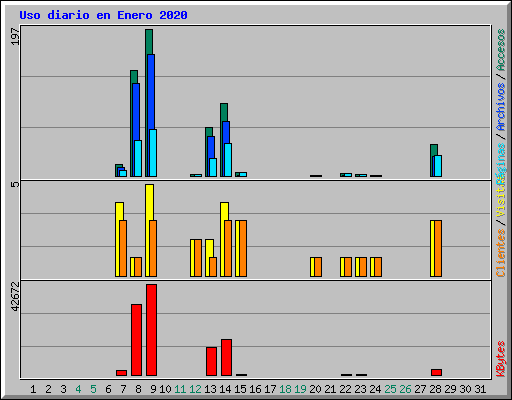 Uso diario en Enero 2020
197
5
42672
Páginas / Archivos / Accesos
Clientes / Visitas
KBytes
1 2 3 4 5 6 7 8 9 10 11 12 13 14 15 16 17 18 19 20 21 22 23 24 25 26 27 28 29 30 31